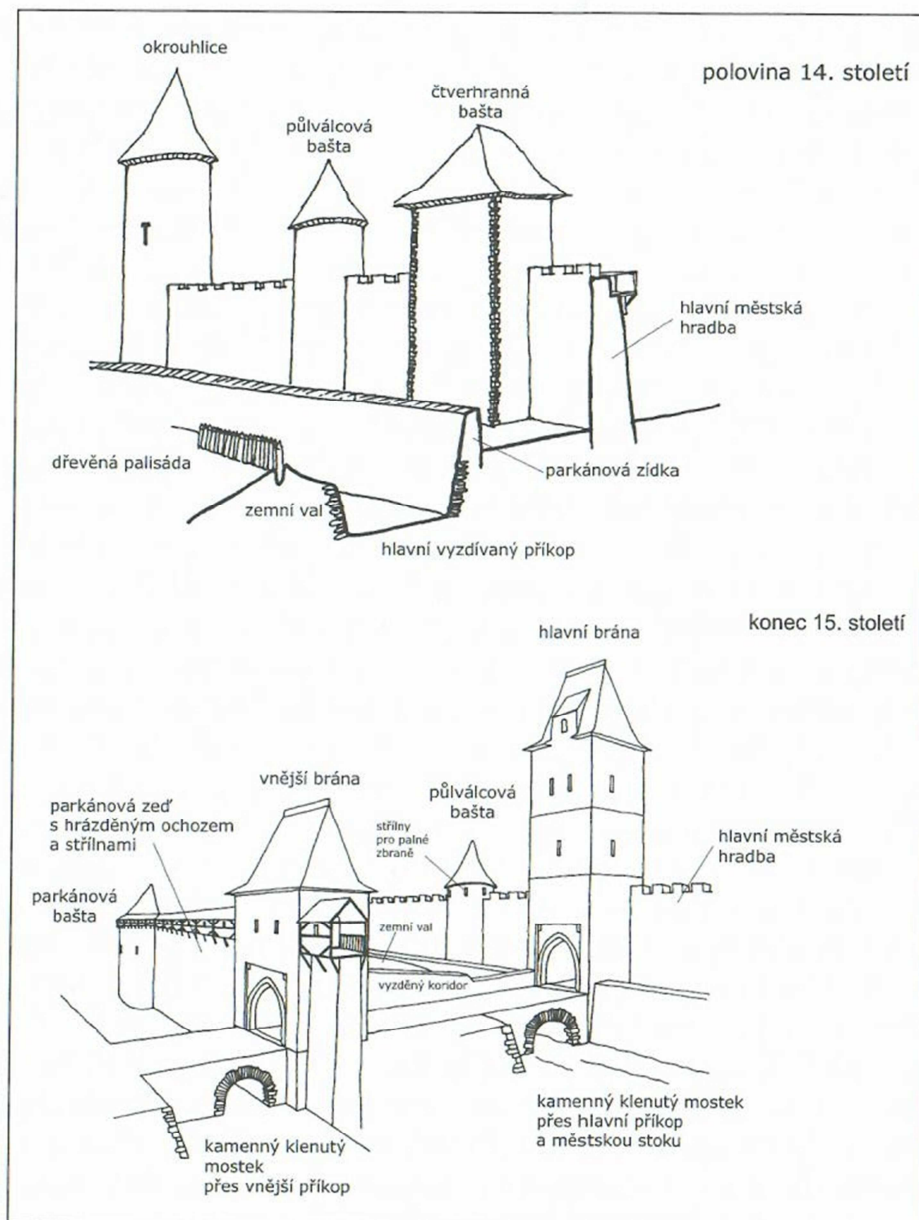 okrouhlice
polovina 14. století
čtverhranná
bašta
půlválcová
bašta
hlavní městská
hradba
dřevěná palisáda
parkánová zídka
zemní val
hlavní vyzdívaný příkop
konec 15. století
hlavní brána
vnější brána
parkánová zeď
s hrázděným ochozem
a střílnami
půlválcová
bašta
střílny
pro palné
zbraně
hlavní městská
hradba
parkánová
bašta
zemní val
vyzděný koridor
kamenný klenutý mostek
přes hlavní příkop
a městskou stoku
kamenný klenutý
mostek
přes vnější příkop